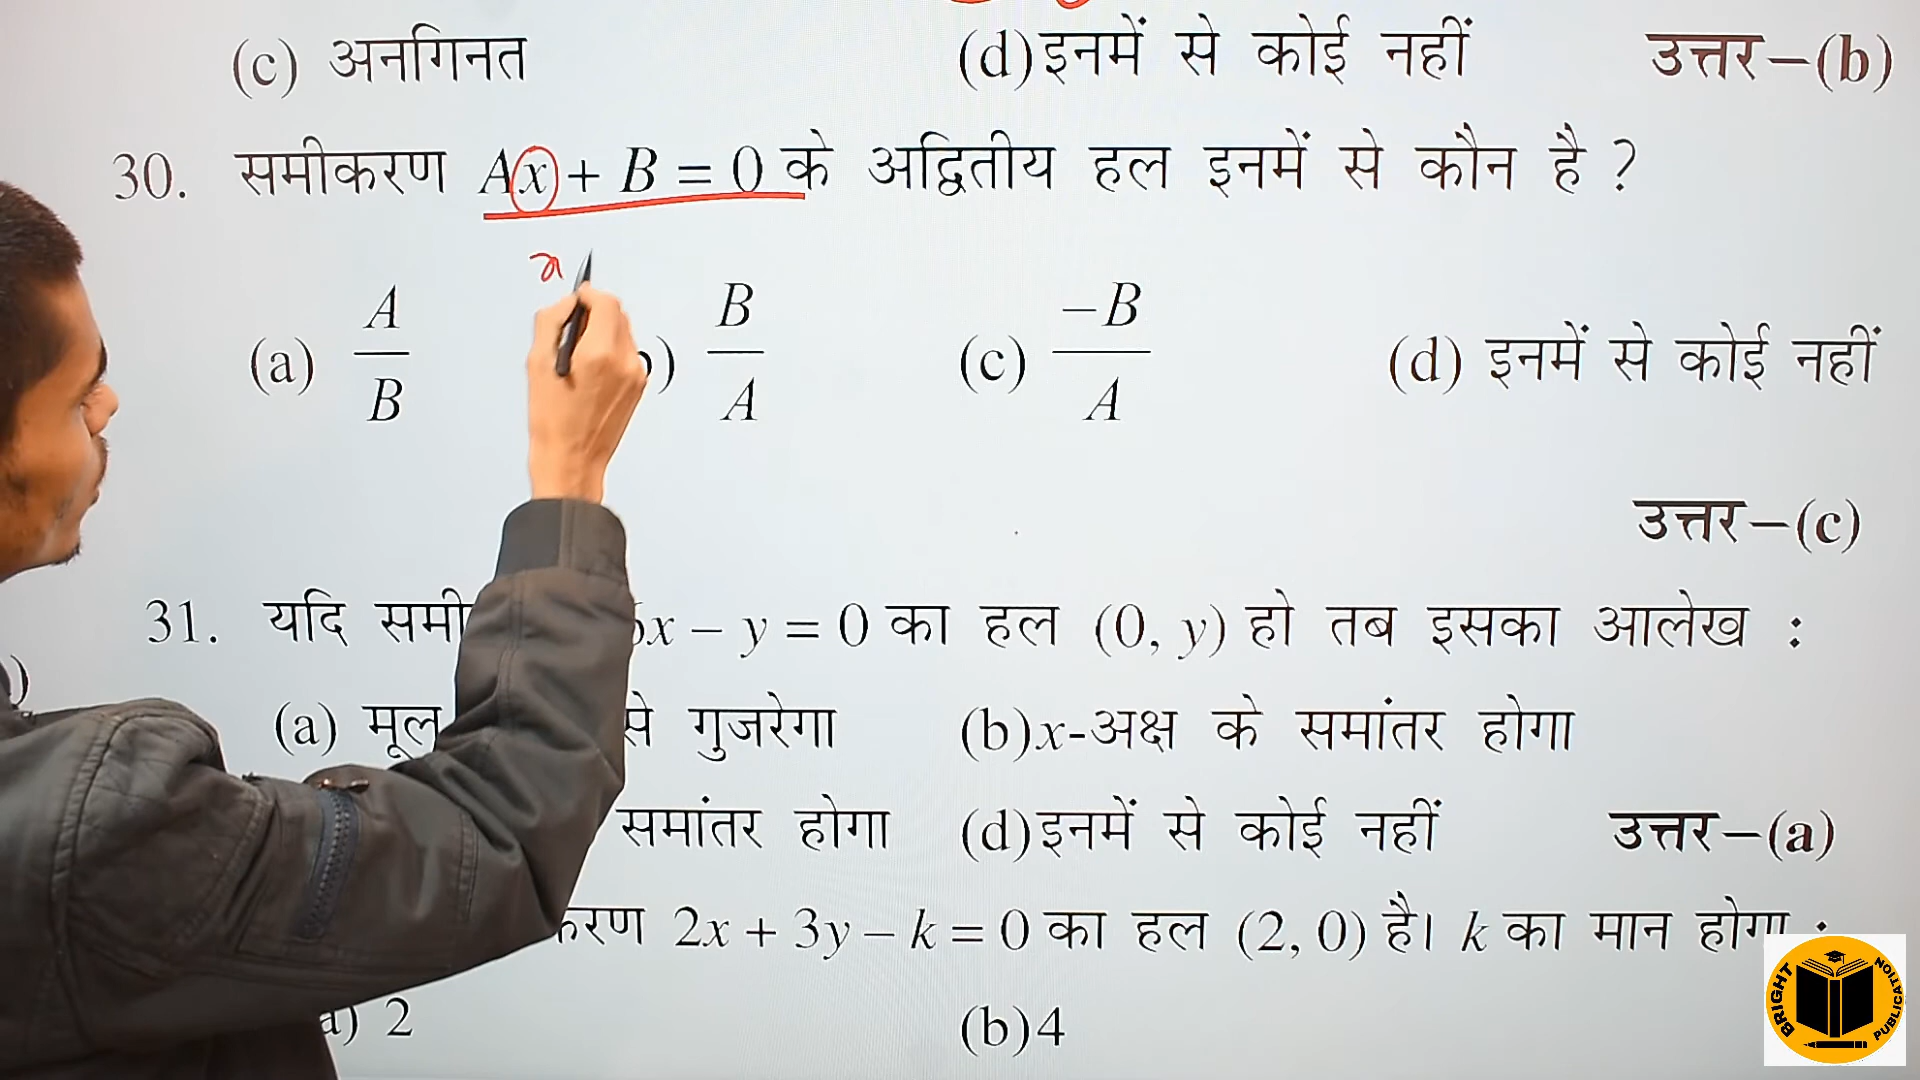 (c) अनगिनत (d) इनमें से कोई नहीं उत्तर–(b)
30. समीकरण Ax + B = 0 के अद्वितीय हल इनमें से कौन है ?
x
(a) A/B B/A (c) –B/A (d) इनमें से कोई नहीं
उत्तर–(c)
31. यदि x – y = 0 का हल (0, y) हो तब इसका आलेख :
(a) मूल से गुजरेगा (b) x-अक्ष के समांतर होगा
समांतर होगा (d) इनमें से कोई नहीं उत्तर–(a)
2x + 3y – k = 0 का हल (2, 0) है। k का मान होगा :
2 (b) 4
BRIGHT PUBLICATION